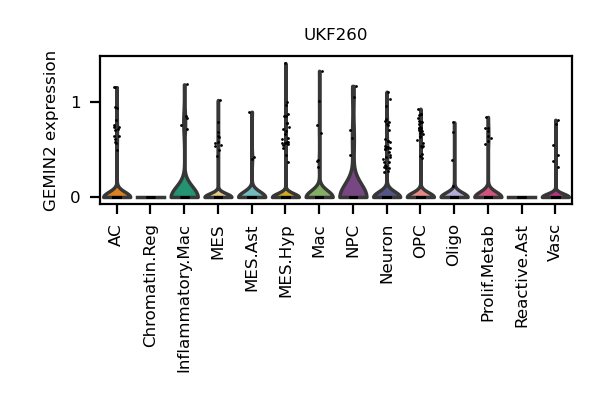 UKF260
GEMIN2 expression
1
0
AC
Chromatin.Reg
Inflammatory.Mac
MES
MES.Ast
MES.Hyp
Mac
NPC
Neuron
OPC
Oligo
Prolif.Metab
Reactive.Ast
Vasc